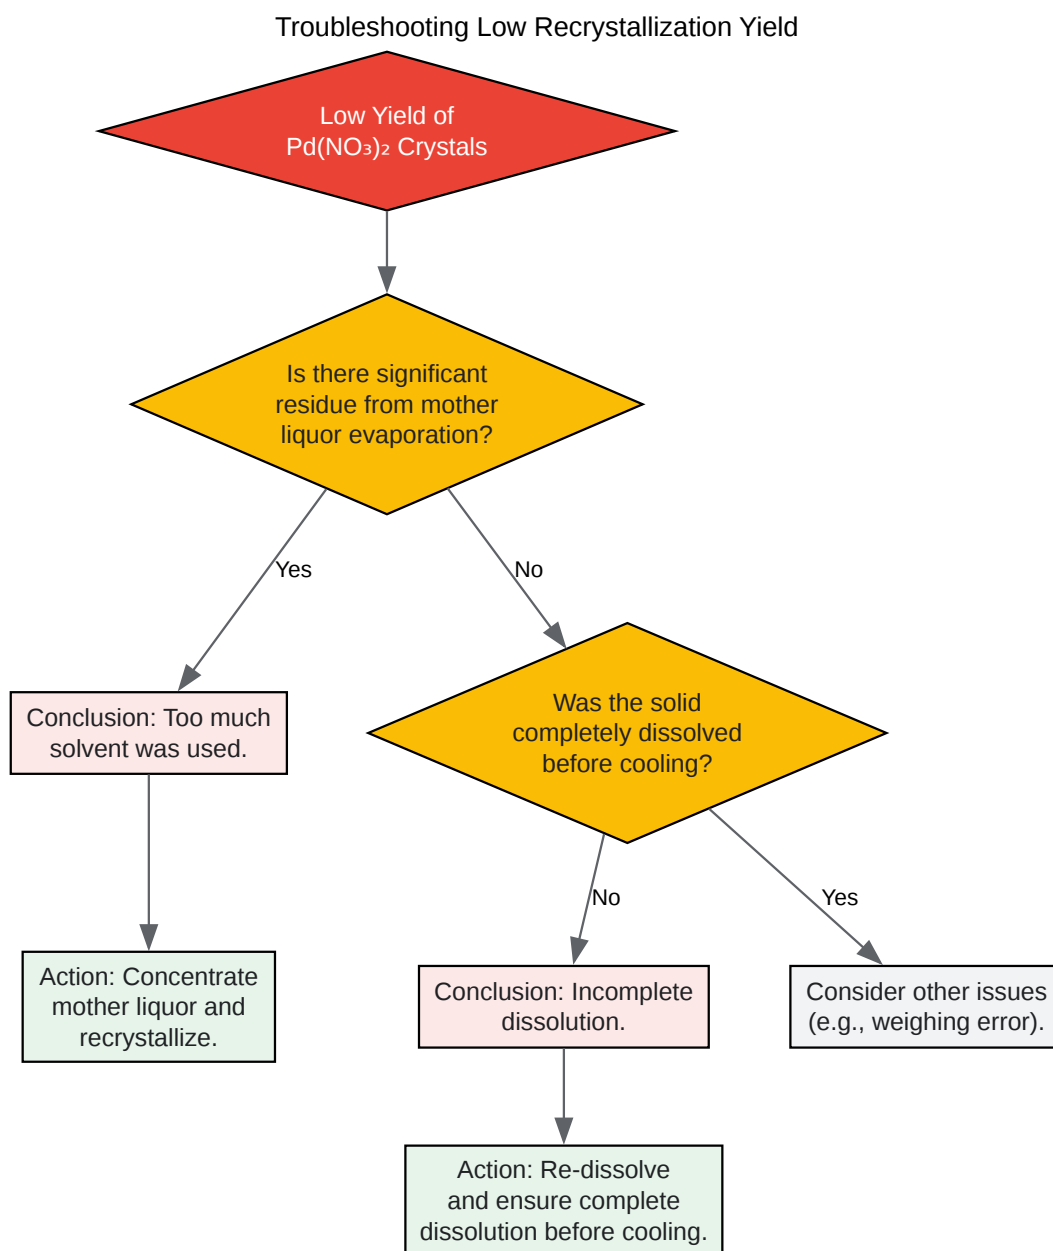 Troubleshooting Low Recrystallization Yield
Low Yield of
Pd(NO₃)₂ Crystals
Is there significant
residue from mother
liquor evaporation?
Yes
No
Was the solid
completely dissolved
before cooling?
Conclusion: Too much
solvent was used.
No
Yes
Action: Concentrate
mother liquor and
recrystallize.
Conclusion: Incomplete
dissolution.
Consider other issues
(e.g., weighing error).
Action: Re-dissolve
and ensure complete
dissolution before cooling.